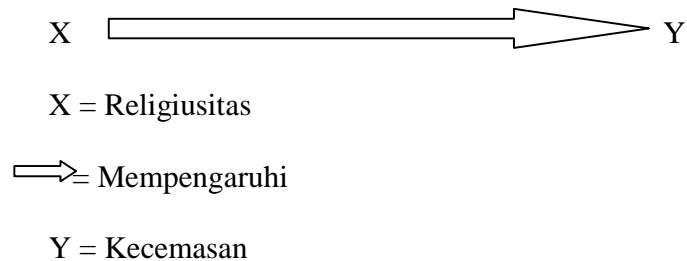 X Y
X = Religiusitas
= Mempengaruhi
Y = Kecemasan